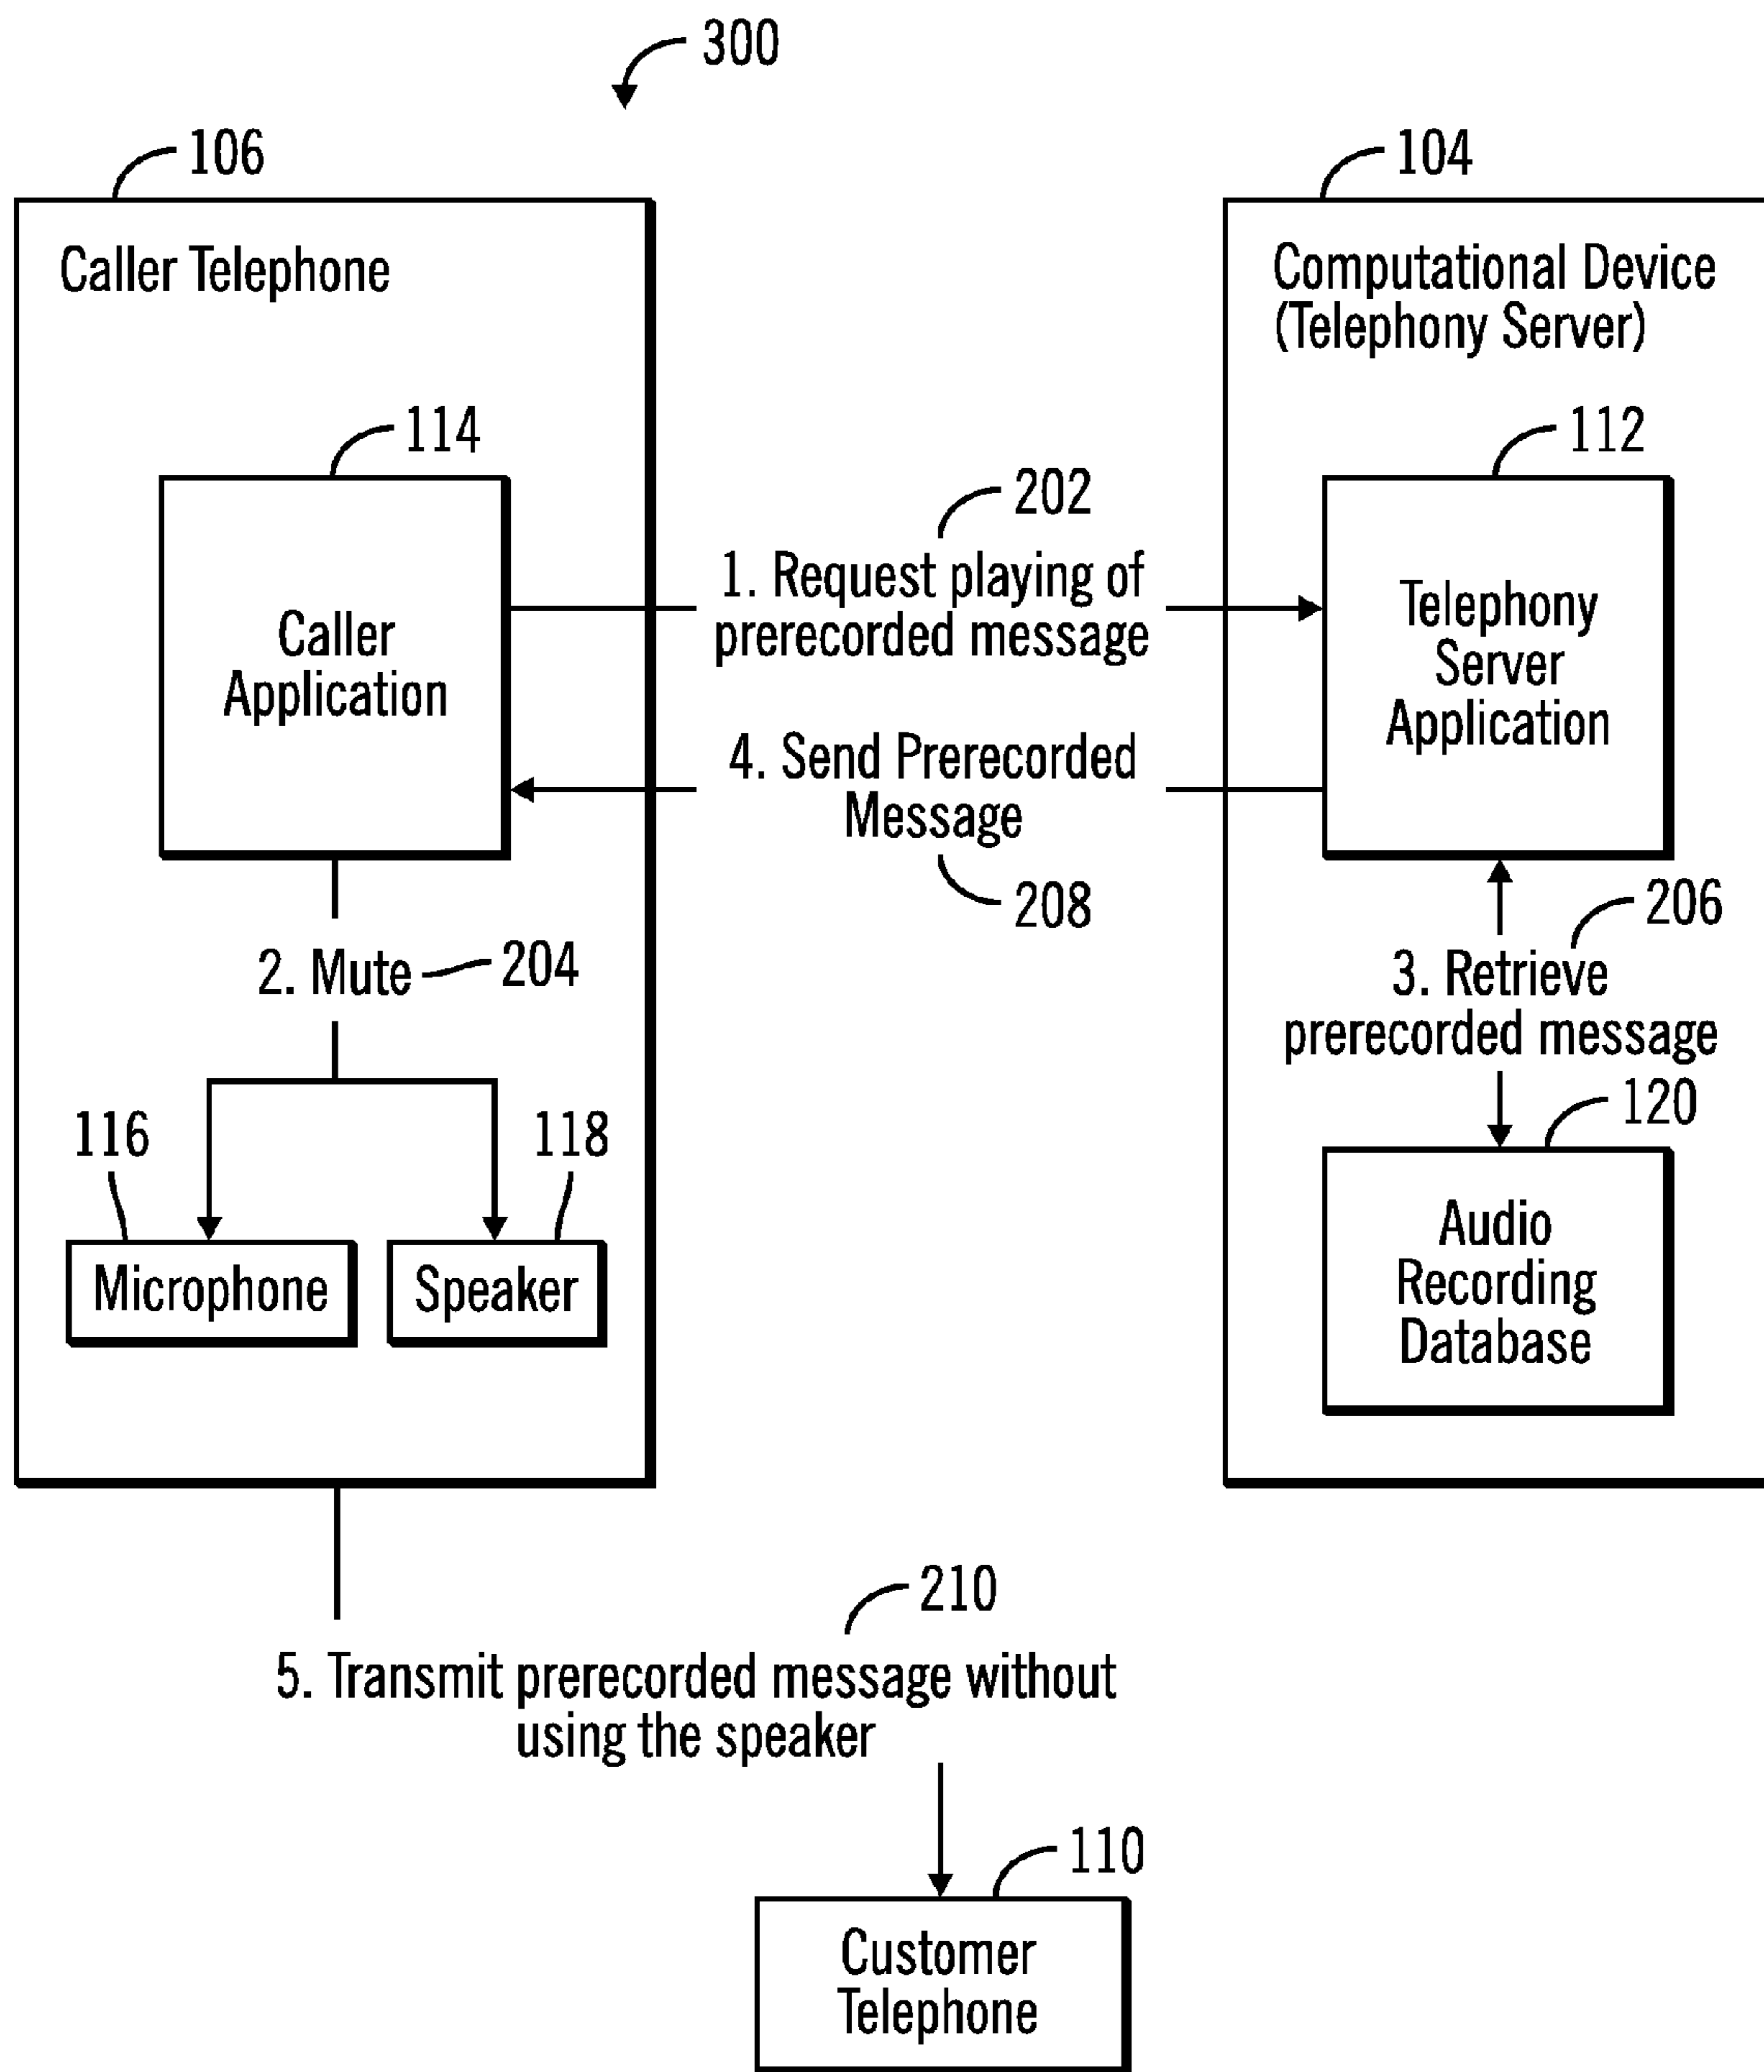 300
106
104
Caller Telephone
Computational Device
(Telephony Server)
114
112
202
Caller
Application
1. Request playing of
prerecorded message
Telephony
Server
Application
4. Send Prerecorded
Message
208
206
2. Mute
204
3. Retrieve
prerecorded message
116
118
120
Microphone
Speaker
Audio
Recording
Database
210
5. Transmit prerecorded message without
using the speaker
110
Customer
Telephone